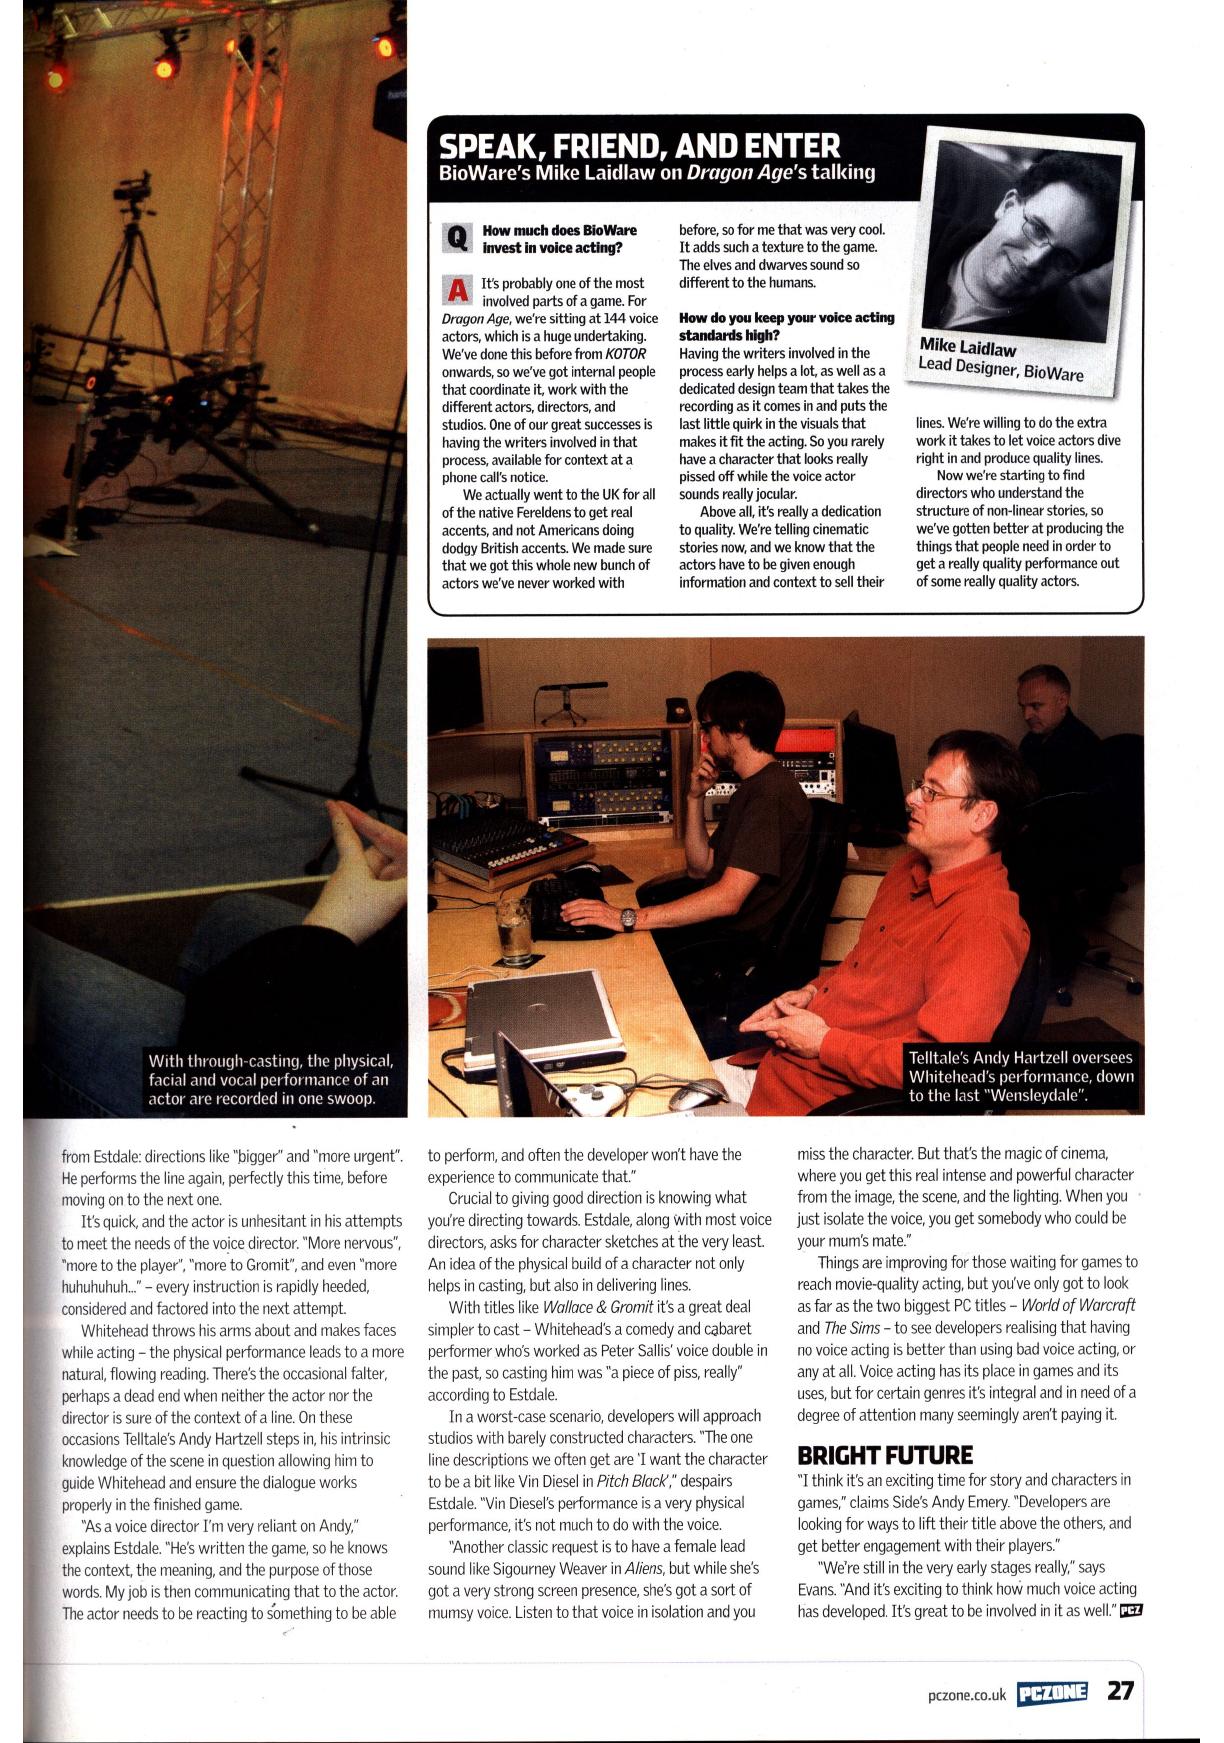 SPEAK, FRIEND, AND ENTER
BioWare's Mike Laidlaw on Dragon Age's talking
Q How much does BioWare
invest in voice acting?
A It's probably one of the most
involved parts of a game. For
Dragon Age, we're sitting at 144 voice
actors, which is a huge undertaking.
We've done this before from KOTOR
onwards, so we've got internal people
that coordinate it, work with the
different actors, directors, and
studios. One of our great successes is
having the writers involved in that
process, available for context at a
phone call's notice.
We actually went to the UK for all
of the native Fereldens to get real
accents, and not Americans doing
dodgy British accents. We made sure
that we got this whole new bunch of
actors we've never worked with
before, so for me that was very cool.
It adds such a texture to the game.
The elves and dwarves sound so
different to the humans.
How do you keep your voice acting
standards high?
Having the writers involved in the
process early helps a lot, as well as a
dedicated design team that takes the
recording as it comes in and puts the
last little quirk in the visuals that
makes it fit the acting. So you rarely
have a character that looks really
pissed off while the voice actor
sounds really jocular.
Above all, it's really a dedication
to quality. We're telling cinematic
stories now, and we know that the
actors have to be given enough
information and context to sell their
Mike Laidlaw
Lead Designer, BioWare
lines. We're willing to do the extra
work it takes to let voice actors dive
right in and produce quality lines.
Now we're starting to find
directors who understand the
structure of non-linear stories, so
we've gotten better at producing the
things that people need in order to
get a really quality performance out
of some really quality actors.
With through-casting, the physical,
facial and vocal performance of an
actor are recorded in one swoop.
Telltale's Andy Hartzell oversees
Whitehead's performance, down
to the last "Wensleydale".
from Estdale: directions like "bigger" and "more urgent".
He performs the line again, perfectly this time, before
moving on to the next one.
It's quick, and the actor is unhesitant in his attempts
to meet the needs of the voice director. "More nervous",
"more to the player", "more to Gromit", and even "more
huhuhuhuh..." – every instruction is rapidly heeded,
considered and factored into the next attempt.
Whitehead throws his arms about and makes faces
while acting – the physical performance leads to a more
natural, flowing reading. There's the occasional falter,
perhaps a dead end when neither the actor nor the
director is sure of the context of a line. On these
occasions Telltale's Andy Hartzell steps in, his intrinsic
knowledge of the scene in question allowing him to
guide Whitehead and ensure the dialogue works
properly in the finished game.
"As a voice director I'm very reliant on Andy,"
explains Estdale. "He's written the game, so he knows
the context, the meaning, and the purpose of those
words. My job is then communicating that to the actor.
The actor needs to be reacting to something to be able
to perform, and often the developer won't have the
experience to communicate that."
Crucial to giving good direction is knowing what
you're directing towards. Estdale, along with most voice
directors, asks for character sketches at the very least.
An idea of the physical build of a character not only
helps in casting, but also in delivering lines.
With titles like Wallace & Gromit it's a great deal
simpler to cast – Whitehead's a comedy and cabaret
performer who's worked as Peter Sallis' voice double in
the past, so casting him was "a piece of piss, really"
according to Estdale.
In a worst-case scenario, developers will approach
studios with barely constructed characters. "The one
line descriptions we often get are 'I want the character
to be a bit like Vin Diesel in Pitch Black'," despairs
Estdale. "Vin Diesel's performance is a very physical
performance, it's not much to do with the voice.
"Another classic request is to have a female lead
sound like Sigourney Weaver in Aliens, but while she's
got a very strong screen presence, she's got a sort of
mumsy voice. Listen to that voice in isolation and you
miss the character. But that's the magic of cinema,
where you get this real intense and powerful character
from the image, the scene, and the lighting. When you
just isolate the voice, you get somebody who could be
your mum's mate."
Things are improving for those waiting for games to
reach movie-quality acting, but you've only got to look
as far as the two biggest PC titles – World of Warcraft
and The Sims – to see developers realising that having
no voice acting is better than using bad voice acting, or
any at all. Voice acting has its place in games and its
uses, but for certain genres it's integral and in need of a
degree of attention many seemingly aren't paying it.
BRIGHT FUTURE
"I think it's an exciting time for story and characters in
games," claims Side's Andy Emery. "Developers are
looking for ways to lift their title above the others, and
get better engagement with their players."
"We're still in the very early stages really," says
Evans. "And it's exciting to think how much voice acting
has developed. It's great to be involved in it as well." PCZ
pczone.co.uk PCZONE 27